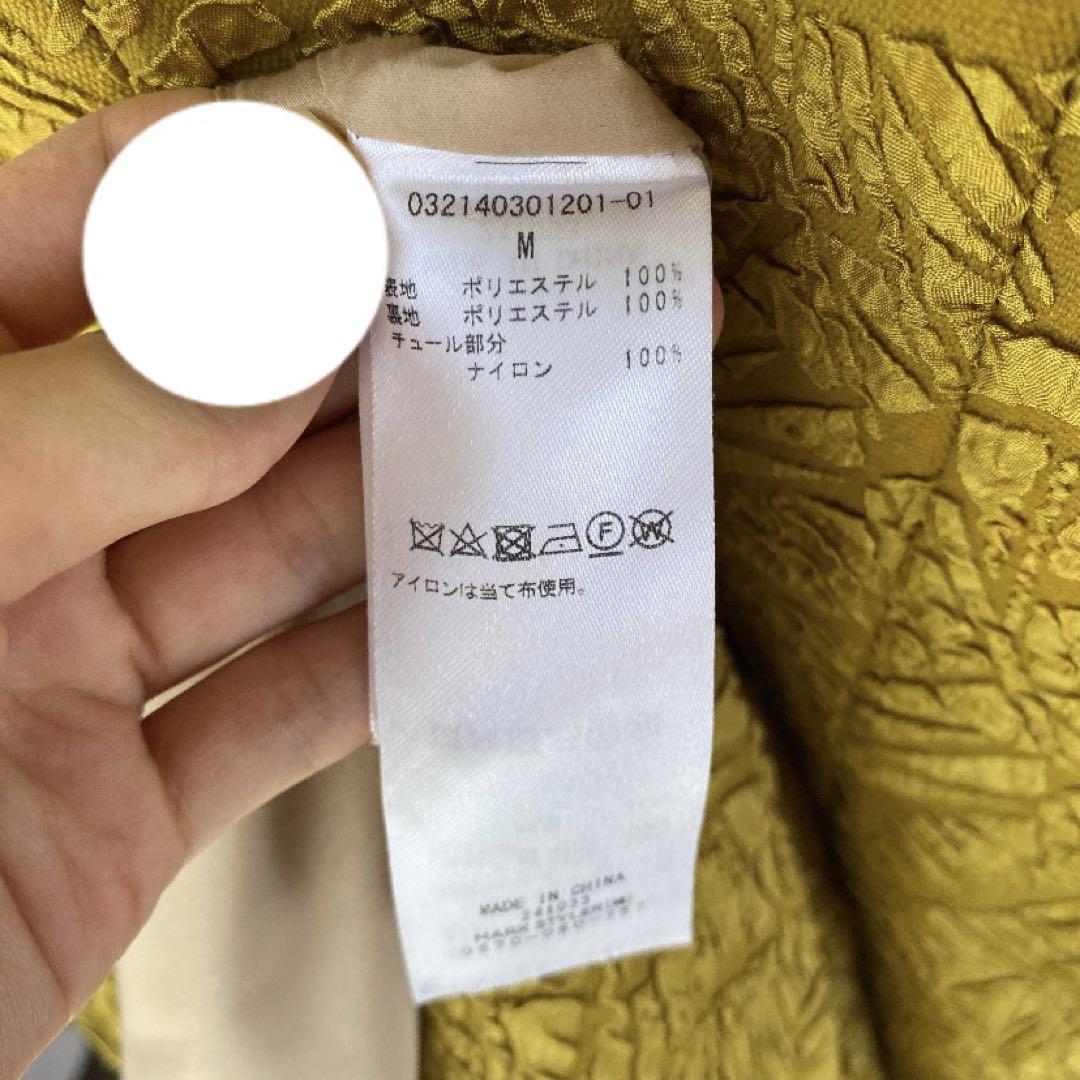 032140301201-01
M
表地 ポリエステル 100%
裏地 ポリエステル 100%
チュール部分
ナイロン 100%
F W
アイロンは当て布使用。
MADE IN CHINA